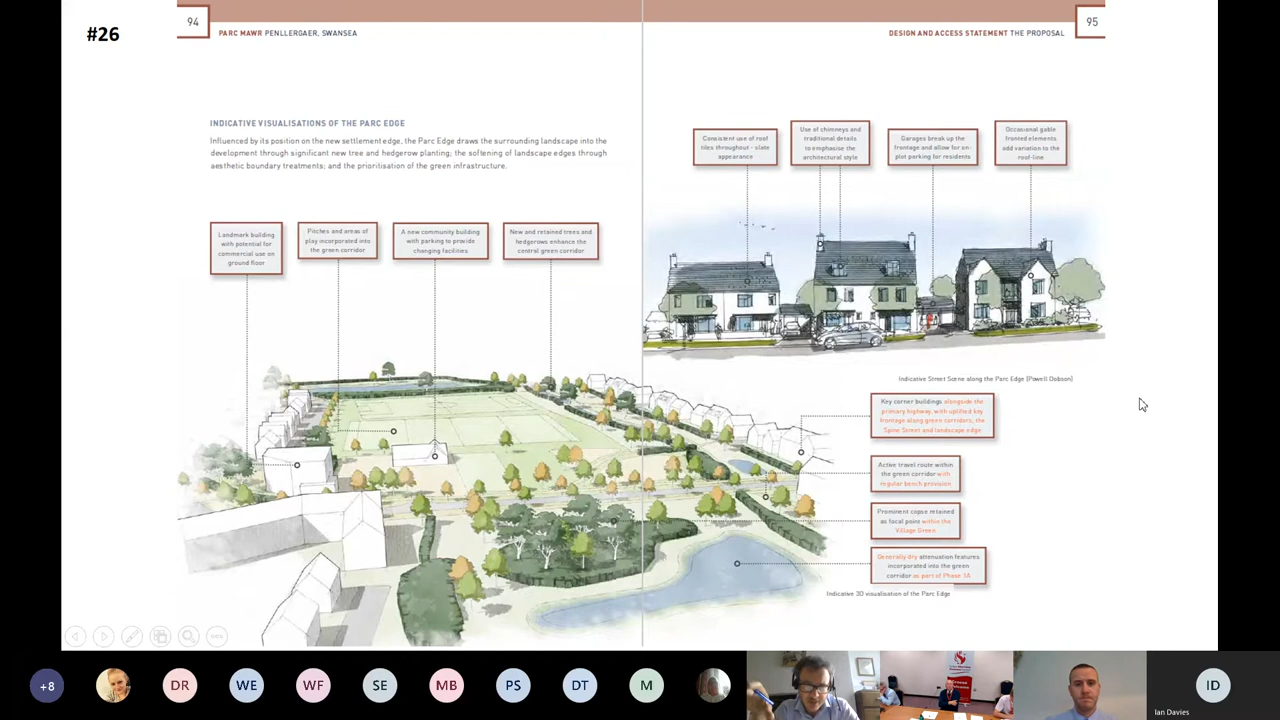 #26
94
PARC MAWR PENLLERGAER, SWANSEA
DESIGN AND ACCESS STATEMENT THE PROPOSAL
95
INDICATIVE VISUALISATIONS OF THE PARC EDGE
Influenced by its position on the new settlement edge, the Parc Edge draws the surrounding landscape into the
development through significant new tree and hedgerow planting; the softening of landscape edges through
aesthetic boundary treatments; and the prioritisation of the green infrastructure.
Landmark building
with potential for
commercial use on
ground floor
Pitches and areas of
play incorporated into
the green corridor
A new community building
with parking to provide
changing facilities
New and retained trees and
hedgerows enhance the
central green corridor
Consistent use of roof
tiles throughout - slate
appearance
Use of chimneys and
traditional details
to emphasise the
architectural style
Garages break up the
frontage and allow for on-
plot parking for residents
Occasional gable
fronted elements
add variation to the
roof-line
Indicative Street Scene along the Parc Edge (Powell Dobson)
Key corner buildings alongside the
primary highway, with uplifted key
frontage along green corridors, the
Spine Street and landscape edge
Active travel route within
the green corridor with
regular bench provision
Prominent copse retained
as focal point within the
Village Green
Generally dry attenuation features
incorporated into the green
corridor as part of Phase 1A
Indicative 3D visualisation of the Parc Edge
+8
DR
WE
WF
SE
MB
PS
DT
M
ID
Ian Davies